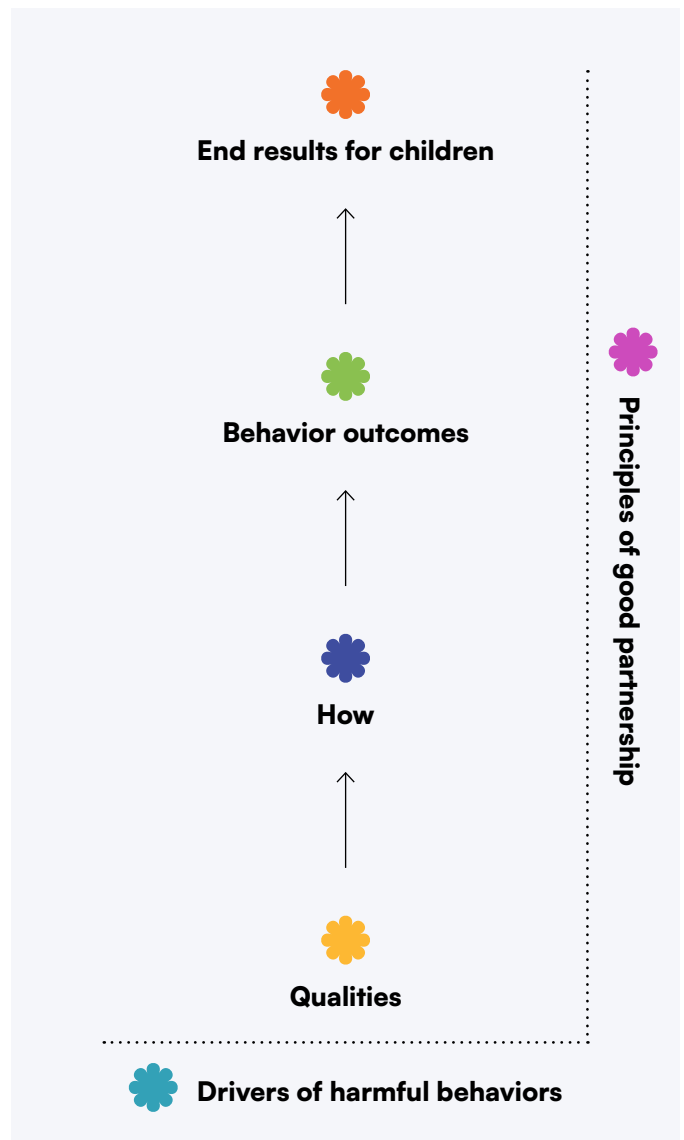 End results for children
Behavior outcomes
Principles of good partnership
How
Qualities
Drivers of harmful behaviors